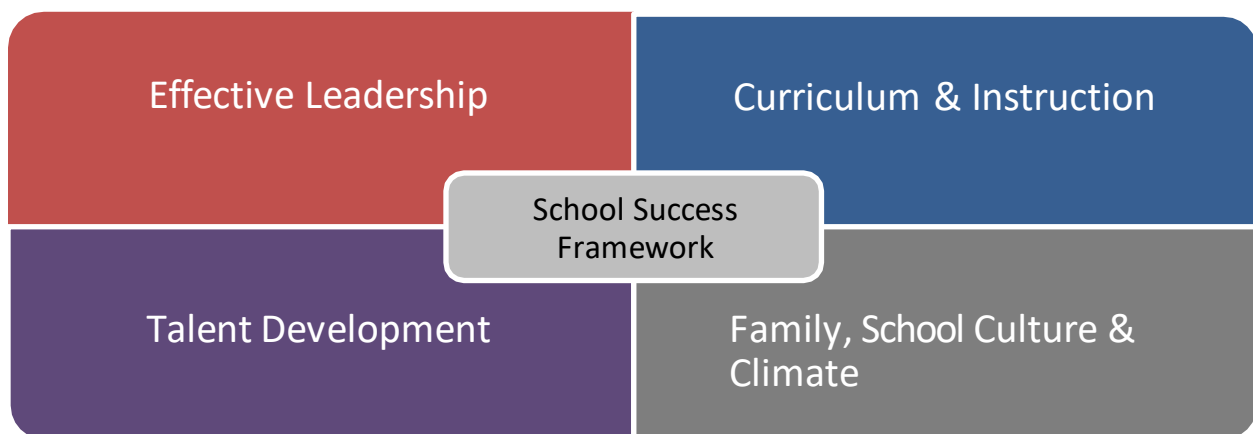 Effective Leadership
Curriculum & Instruction
School Success
Framework
Talent Development
Family, School Culture &
Climate